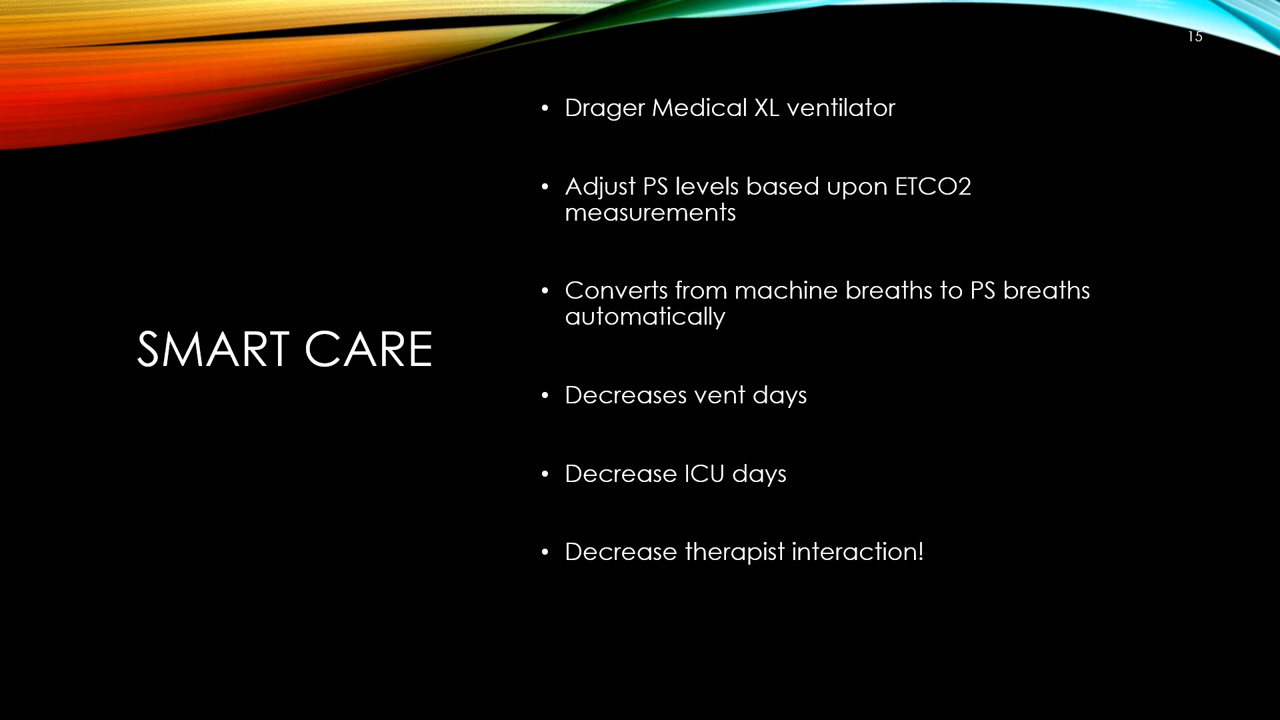 15
SMART CARE
• Drager Medical XL ventilator
• Adjust PS levels based upon ETCO2
measurements
• Converts from machine breaths to PS breaths
automatically
• Decreases vent days
• Decrease ICU days
• Decrease therapist interaction!